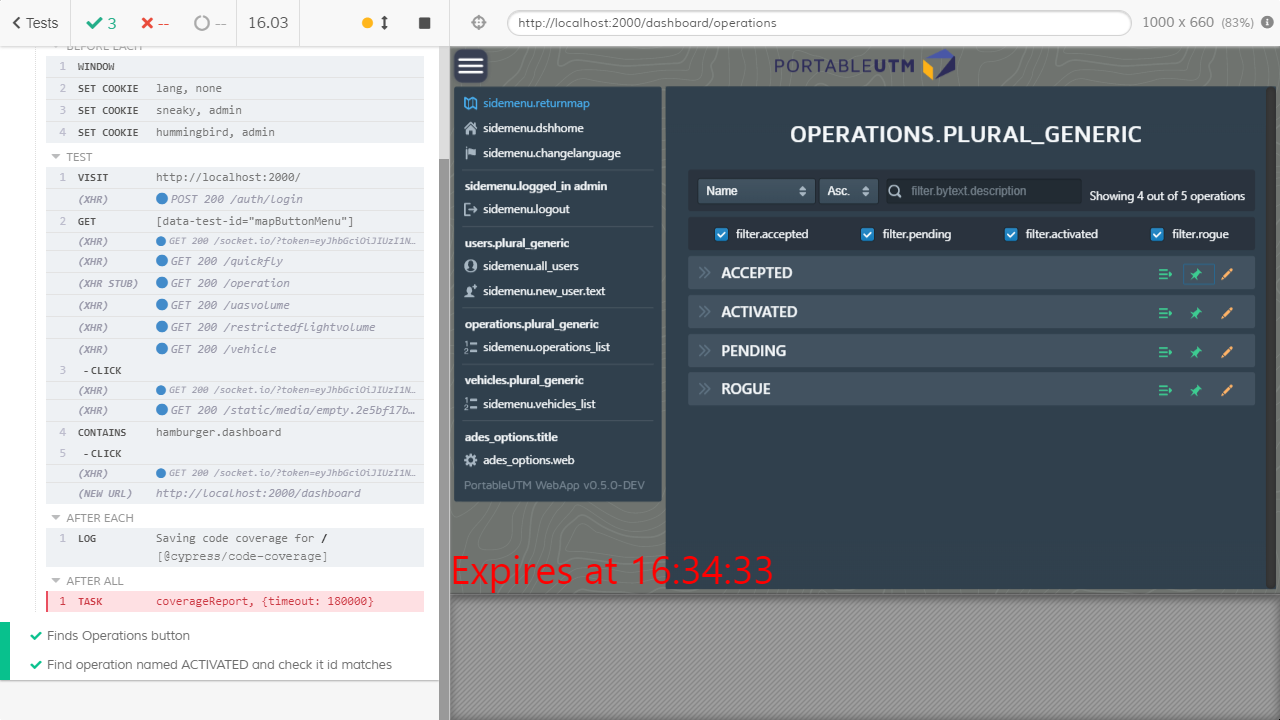 Tests
3
--
--
16.03
http://localhost:2000/dashboard/operations
1000 x 660 (83%)
BEFORE EACH
1 WINDOW
2 SET COOKIE lang, none
3 SET COOKIE sneaky, admin
4 SET COOKIE hummingbird, admin
TEST
1 VISIT http://localhost:2000/
(XHR) POST 200 /auth/login
2 GET [data-test-id="mapButtonMenu"]
(XHR) GET 200 /socket.io/?token=eyJhbGciOiJIUzI1N…
(XHR) GET 200 /quickfly
(XHR STUB) GET 200 /operation
(XHR) GET 200 /uasvolume
(XHR) GET 200 /restrictedflightvolume
(XHR) GET 200 /vehicle
3 -CLICK
(XHR) GET 200 /socket.io/?token=eyJhbGciOiJIUzI1N…
(XHR) GET 200 /static/media/empty.2e5bf17b…
4 CONTAINS hamburger.dashboard
5 -CLICK
(XHR) GET 200 /socket.io/?token=eyJhbGciOiJIUzI1N…
(NEW URL) http://localhost:2000/dashboard
AFTER EACH
1 LOG Saving code coverage for /
[@cypress/code-coverage]
AFTER ALL
1 TASK coverageReport, {timeout: 180000}
Finds Operations button
Find operation named ACTIVATED and check it id matches
PORTABLEUTM
sidemenu.returnmap
sidemenu.dshhome
sidemenu.changelanguage
sidemenu.logged_in admin
sidemenu.logout
users.plural_generic
sidemenu.all_users
sidemenu.new_user.text
operations.plural_generic
sidemenu.operations_list
vehicles.plural_generic
sidemenu.vehicles_list
ades_options.title
ades_options.web
PortableUTM WebApp v0.5.0-DEV
OPERATIONS.PLURAL_GENERIC
Name
Asc.
filter.bytext.description
Showing 4 out of 5 operations
filter.accepted
filter.pending
filter.activated
filter.rogue
ACCEPTED
ACTIVATED
PENDING
ROGUE
Expires at 16:34:33